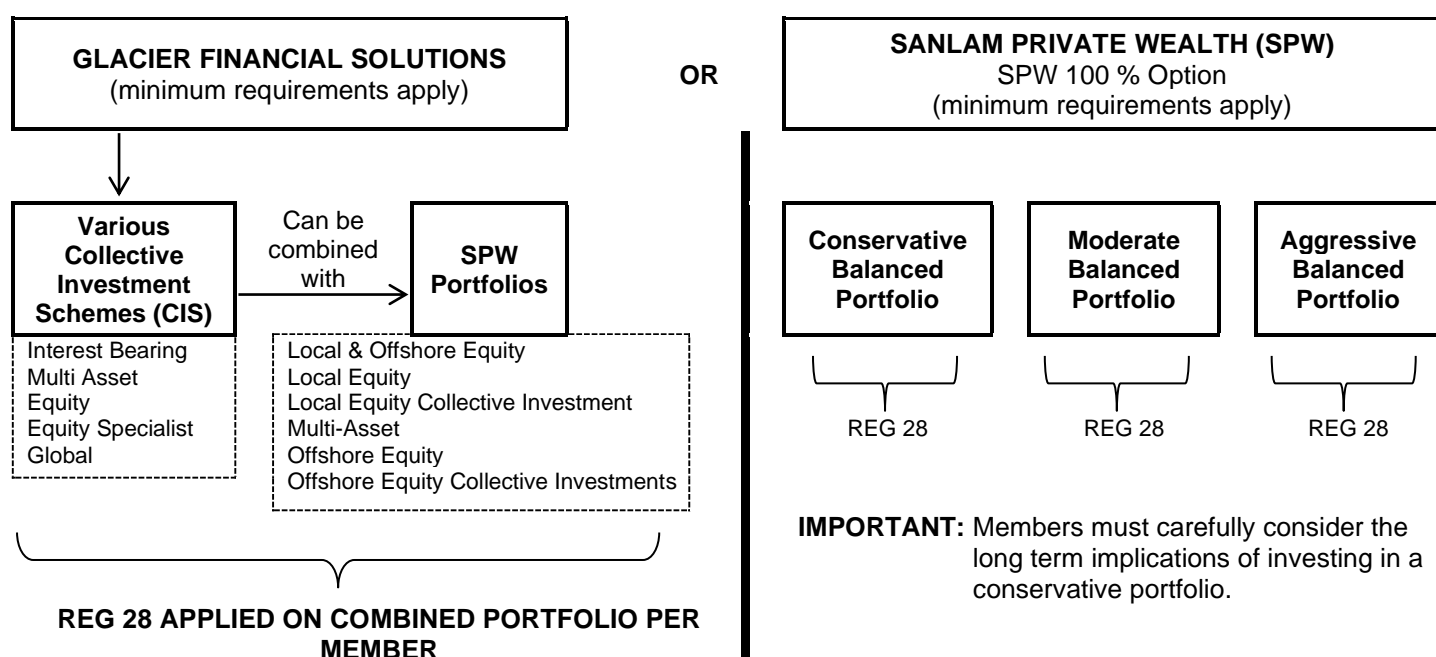 GLACIER FINANCIAL SOLUTIONS
(minimum requirements apply)
OR
SANLAM PRIVATE WEALTH (SPW)
SPW 100 % Option
(minimum requirements apply)
Various
Collective
Investment
Schemes (CIS)
Can be
combined
with
SPW
Portfolios
Interest Bearing
Multi Asset
Equity
Equity Specialist
Global
Local & Offshore Equity
Local Equity
Local Equity Collective Investment
Multi-Asset
Offshore Equity
Offshore Equity Collective Investments
REG 28 APPLIED ON COMBINED PORTFOLIO PER
MEMBER
Conservative
Balanced
Portfolio
Moderate
Balanced
Portfolio
Aggressive
Balanced
Portfolio
REG 28
REG 28
REG 28
IMPORTANT: Members must carefully consider the
long term implications of investing in a
conservative portfolio.